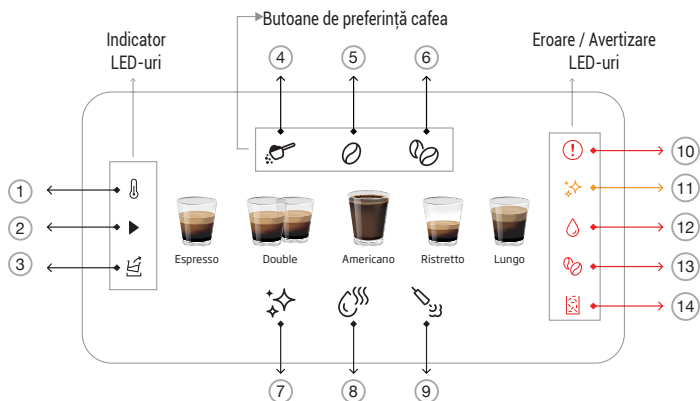 Butoane de preferință cafea
Indicator
LED-uri
Eroare / Avertizare
LED-uri
4
5
6
1
2
3
10
11
12
13
14
Espresso
Double
Americano
Ristretto
Lungo
7
8
9